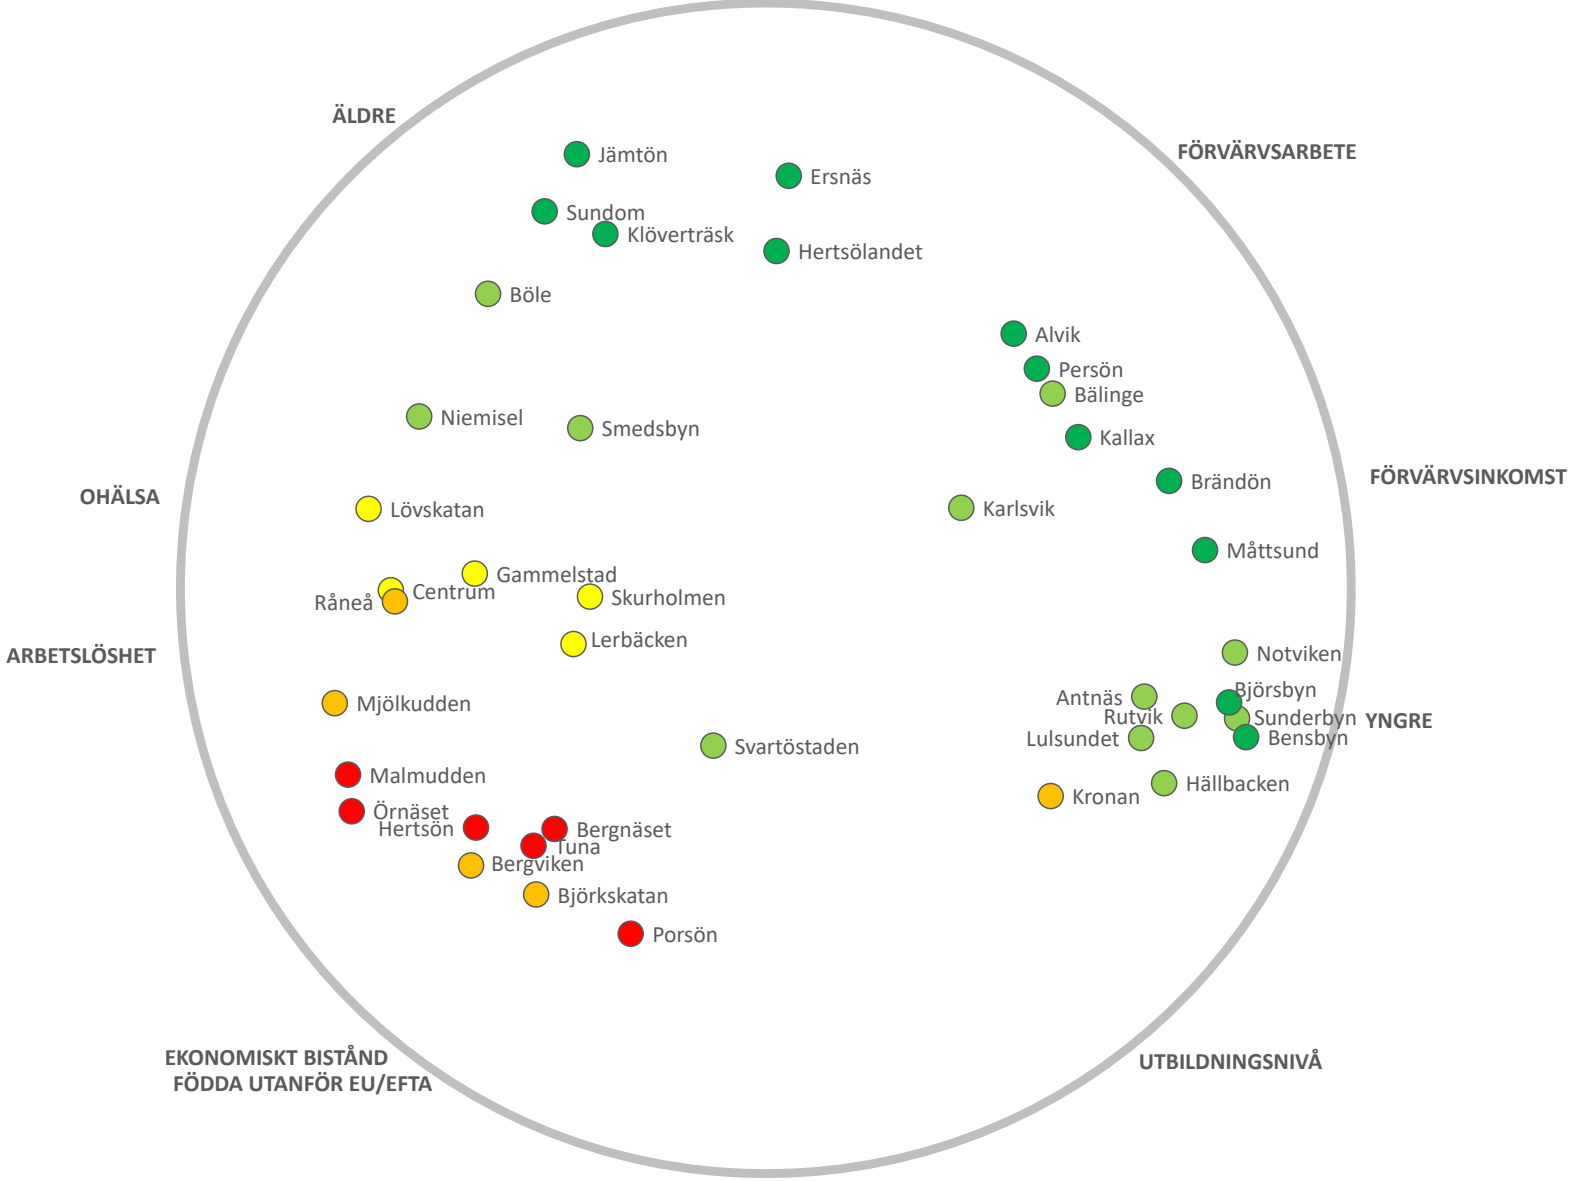 ÄLDRE
FÖRVÄRVSARBETE
Jämtön
Ersnäs
Sundom
Klöverträsk
Hertsölandet
Böle
Alvik
Persön
Bälinge
Niemisel
Smedsbyn
Kallax
FÖRVÄRVSINKOMST
Brändön
OHÄLSA
Lövskatan
Karlsvik
Måttsund
Gammelstad
Centrum
Råneå
Skurholmen
Lerbäcken
ARBETSLÖSHET
Notviken
Björsbyn
Antnäs
Mjölkudden
Rutvik
Sunderbyn
YNGRE
Lulsundet
Bensbyn
Svartöstaden
Malmudden
Hällbacken
Kronan
Örnäset
Hertsön
Bergnäset
Tuna
Bergviken
Björkskatan
Porsön
EKONOMISKT BISTÅND
FÖDDA UTANFÖR EU/EFTA
UTBILDNINGSNIVÅ